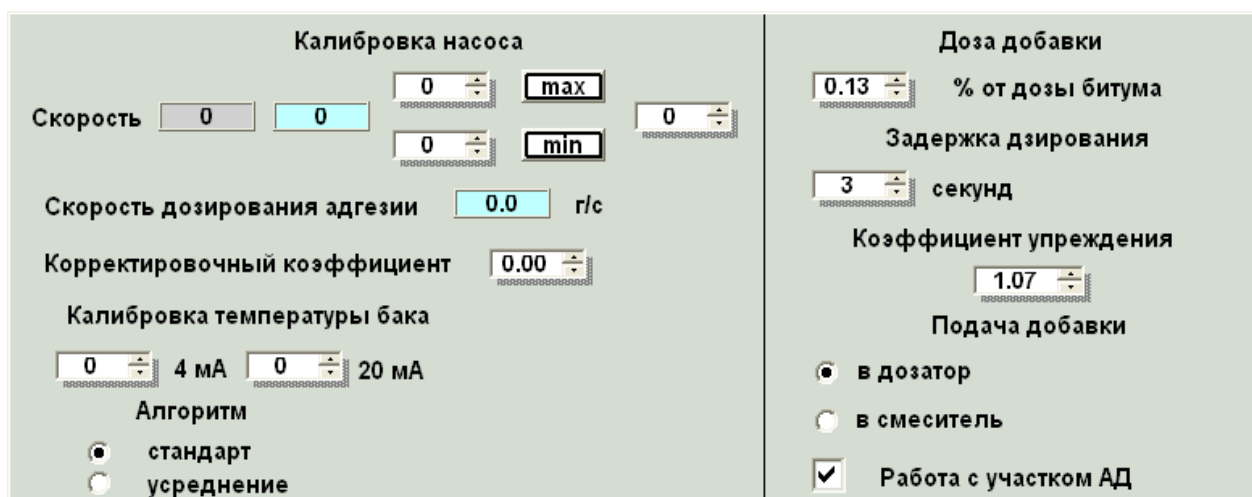 Калибровка насоса
0 max
Скорость 0 0 0
0 min
Скорость дозирования адгезии 0.0 г/с
Корректировочный коэффициент 0.00
Калибровка температуры бака
0 4 мА 0 20 мА
Алгоритм
стандарт
усреднение
Доза добавки
0.13 % от дозы битума
Задержка дзирования
3 секунд
Коэффициент упреждения
1.07
Подача добавки
в дозатор
в смеситель
Работа с участком АД